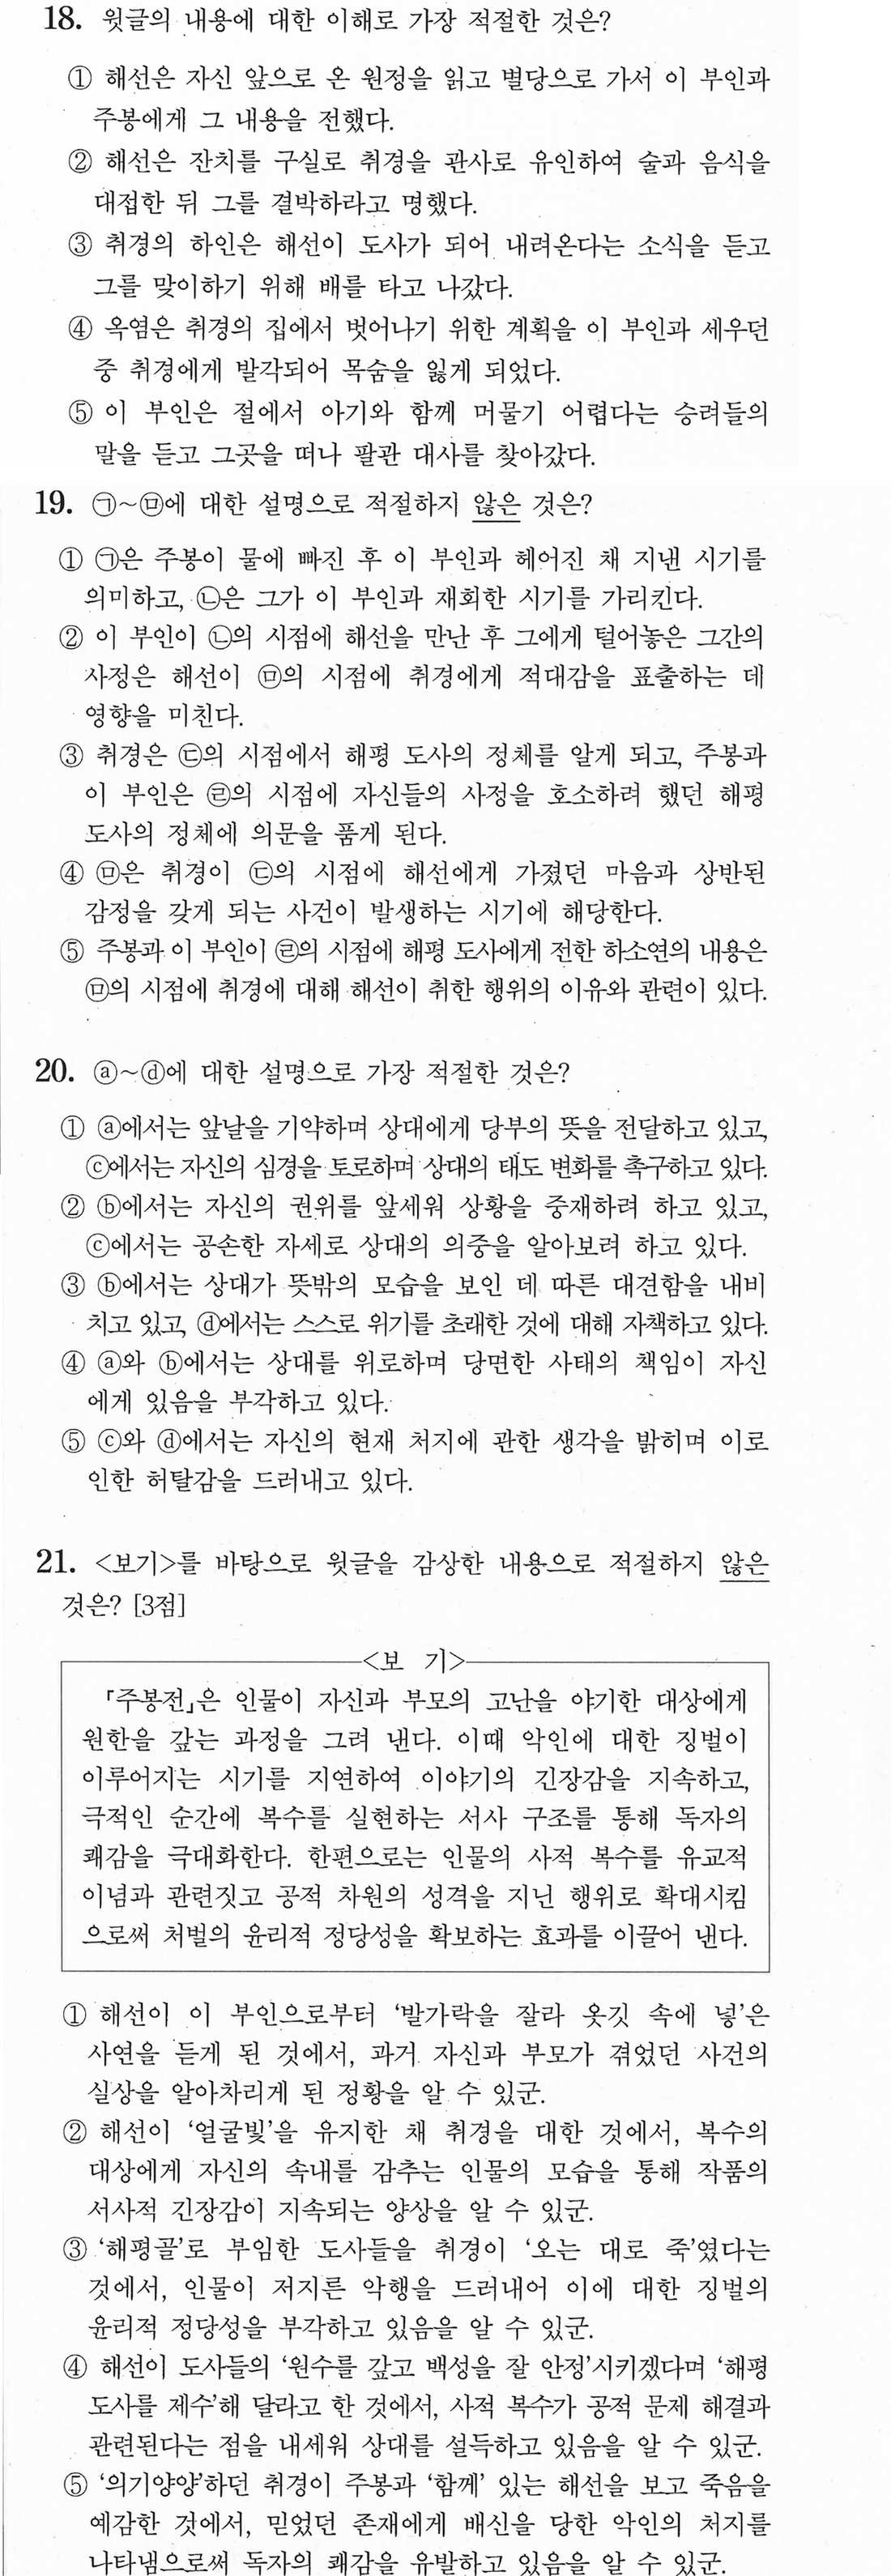 18. 윗글의 내용에 대한 이해로 가장 적절한 것은?
① 해선은 자신 앞으로 온 원정을 읽고 별당으로 가서 이 부인과
주봉에게 그 내용을 전했다.
② 해선은 잔치를 구실로 취경을 관사로 유인하여 술과 음식을
대접한 뒤 그를 결박하라고 명했다.
③ 취경의 하인은 해선이 도사가 되어 내려온다는 소식을 듣고
그를 맞이하기 위해 배를 타고 나갔다.
④ 옥염은 취경의 집에서 벗어나기 위한 계획을 이 부인과 세우던
중 취경에게 발각되어 목숨을 잃게 되었다.
⑤ 이 부인은 절에서 아기와 함께 머물기 어렵다는 승려들의
말을 듣고 그곳을 떠나 팔관 대사를 찾아갔다.
19. ㉠~㉤에 대한 설명으로 적절하지 않은 것은?
① ㉠은 주봉이 물에 빠진 후 이 부인과 헤어진 채 지낸 시기를
의미하고, ㉡은 그가 이 부인과 재회한 시기를 가리킨다.
② 이 부인이 ㉡의 시점에 해선을 만난 후 그에게 털어놓은 그간의
사정은 해선이 ㉤의 시점에 취경에게 적대감을 표출하는 데
영향을 미친다.
③ 취경은 ㉢의 시점에서 해평 도사의 정체를 알게 되고, 주봉과
이 부인은 ㉣의 시점에 자신들의 사정을 호소하려 했던 해평
도사의 정체에 의문을 품게 된다.
④ ㉤은 취경이 ㉢의 시점에 해선에게 가졌던 마음과 상반된
감정을 갖게 되는 사건이 발생하는 시기에 해당한다.
⑤ 주봉과 이 부인이 ㉣의 시점에 해평 도사에게 전한 하소연의 내용은
㉤의 시점에 취경에 대해 해선이 취한 행위의 이유와 관련이 있다.
20. ⓐ~ⓓ에 대한 설명으로 가장 적절한 것은?
① ⓐ에서는 앞날을 기약하며 상대에게 당부의 뜻을 전달하고 있고,
ⓒ에서는 자신의 심경을 토로하며 상대의 태도 변화를 촉구하고 있다.
② ⓑ에서는 자신의 권위를 앞세워 상황을 중재하려 하고 있고,
ⓒ에서는 공손한 자세로 상대의 의중을 알아보려 하고 있다.
③ ⓑ에서는 상대가 뜻밖의 모습을 보인 데 따른 대견함을 내비
치고 있고, ⓓ에서는 스스로 위기를 초래한 것에 대해 자책하고 있다.
④ ⓐ와 ⓑ에서는 상대를 위로하며 당면한 사태의 책임이 자신
에게 있음을 부각하고 있다.
⑤ ⓒ와 ⓓ에서는 자신의 현재 처지에 관한 생각을 밝히며 이로
인한 허탈감을 드러내고 있다.
21. <보기>를 바탕으로 윗글을 감상한 내용으로 적절하지 않은
것은? [3점]
<보 기>
「주봉전」은 인물이 자신과 부모의 고난을 야기한 대상에게
원한을 갚는 과정을 그려 낸다. 이때 악인에 대한 징벌이
이루어지는 시기를 지연하여 이야기의 긴장감을 지속하고,
극적인 순간에 복수를 실현하는 서사 구조를 통해 독자의
쾌감을 극대화한다. 한편으로는 인물의 사적 복수를 유교적
이념과 관련짓고 공적 차원의 성격을 지닌 행위로 확대시킴
으로써 처벌의 윤리적 정당성을 확보하는 효과를 이끌어 낸다.
① 해선이 이 부인으로부터 ‘발가락을 잘라 옷깃 속에 넣’은
사연을 듣게 된 것에서, 과거 자신과 부모가 겪었던 사건의
실상을 알아차리게 된 정황을 알 수 있군.
② 해선이 ‘얼굴빛’을 유지한 채 취경을 대한 것에서, 복수의
대상에게 자신의 속내를 감추는 인물의 모습을 통해 작품의
서사적 긴장감이 지속되는 양상을 알 수 있군.
③ ‘해평골’로 부임한 도사들을 취경이 ‘오는 대로 죽’였다는
것에서, 인물이 저지른 악행을 드러내어 이에 대한 징벌의
윤리적 정당성을 부각하고 있음을 알 수 있군.
④ 해선이 도사들의 ‘원수를 갚고 백성을 잘 안정’시키겠다며 ‘해평
도사를 제수’해 달라고 한 것에서, 사적 복수가 공적 문제 해결과
관련된다는 점을 내세워 상대를 설득하고 있음을 알 수 있군.
⑤ ‘의기양양’하던 취경이 주봉과 ‘함께’ 있는 해선을 보고 죽음을
예감한 것에서, 믿었던 존재에게 배신을 당한 악인의 처지를
나타냄으로써 독자의 쾌감을 유발하고 있음을 알 수 있군.